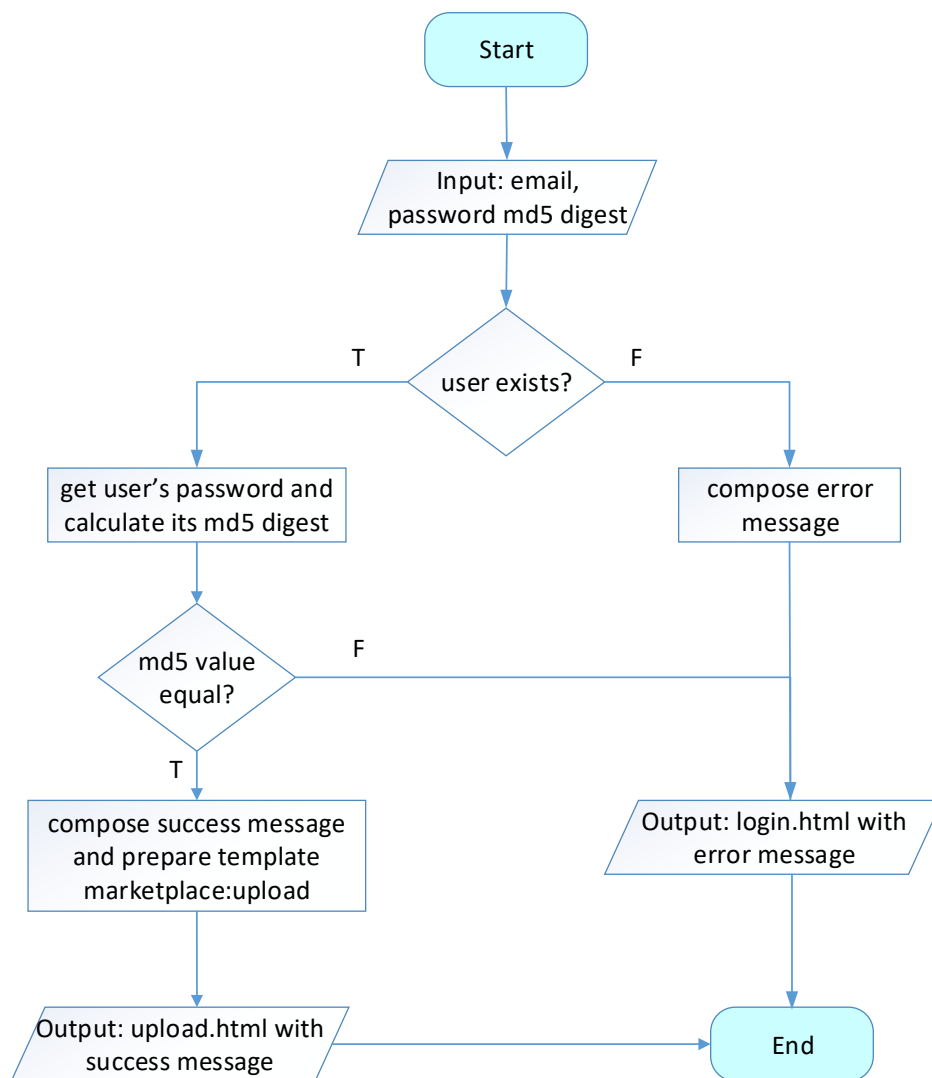 Start
Input: email,
password md5 digest
T
F
user exists?
get user’s password and
calculate its md5 digest
compose error
message
F
md5 value
equal?
T
compose success message
and prepare template
marketplace:upload
Output: login.html with
error message
Output: upload.html with
success message
End